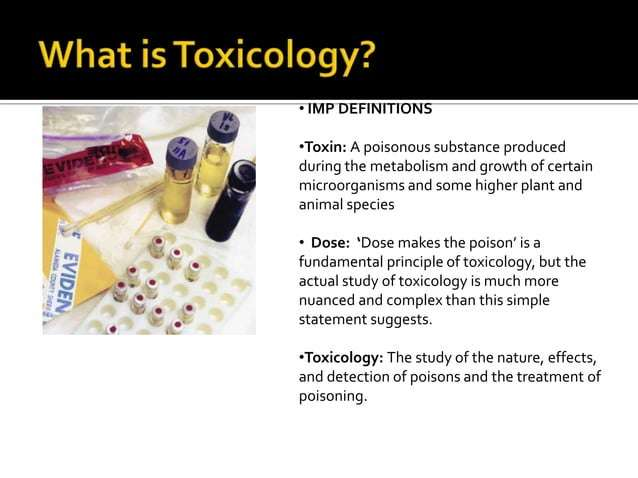 What is Toxicology?
• IMP DEFINITIONS
•Toxin: A poisonous substance produced
during the metabolism and growth of certain
microorganisms and some higher plant and
animal species
• Dose: ‘Dose makes the poison’ is a
fundamental principle of toxicology, but the
actual study of toxicology is much more
nuanced and complex than this simple
statement suggests.
•Toxicology: The study of the nature, effects,
and detection of poisons and the treatment of
poisoning.
EVIDEN